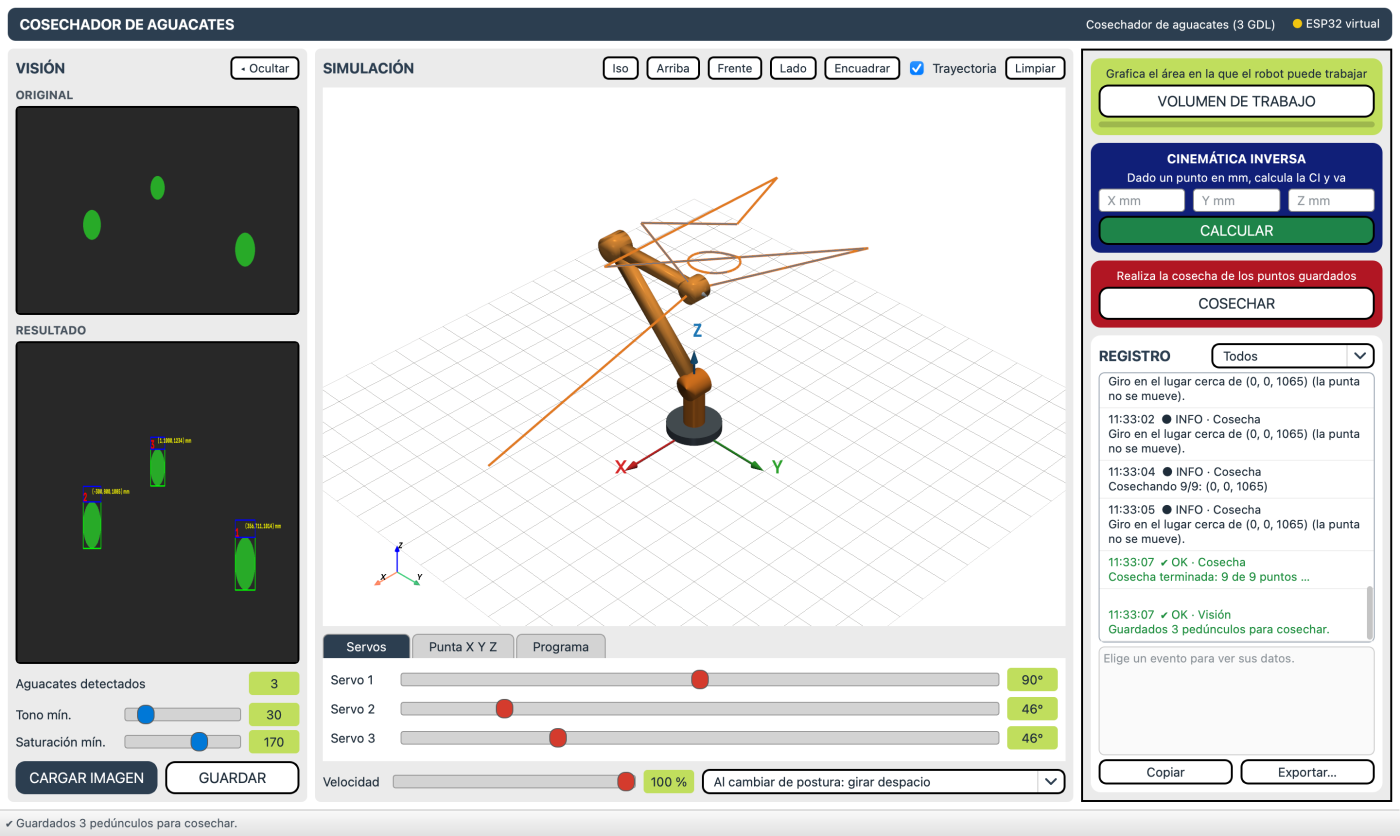 COSECHADOR DE AGUACATES
Cosechador de aguacates (3 GDL)
ESP32 virtual
VISIÓN
◂ Ocultar
ORIGINAL
RESULTADO
1
2
Aguacates detectados
3
Tono mín.
30
Saturación mín.
170
CARGAR IMAGEN
GUARDAR
SIMULACIÓN
Iso
Arriba
Frente
Lado
Encuadrar
Trayectoria
Limpiar
Z
X
Y
Z
X
Y
Servos
Punta X Y Z
Programa
Servo 1
90°
Servo 2
46°
Servo 3
46°
Velocidad
100 %
Al cambiar de postura: girar despacio
Grafica el área en la que el robot puede trabajar
VOLUMEN DE TRABAJO
CINEMÁTICA INVERSA
Dado un punto en mm, calcula la CI y va
X mm
Y mm
Z mm
CALCULAR
Realiza la cosecha de los puntos guardados
COSECHAR
REGISTRO
Todos
Giro en el lugar cerca de (0, 0, 1065) (la punta
no se mueve).
11:33:02 ● INFO · Cosecha
Giro en el lugar cerca de (0, 0, 1065) (la punta
no se mueve).
11:33:04 ● INFO · Cosecha
Cosechando 9/9: (0, 0, 1065)
11:33:05 ● INFO · Cosecha
Giro en el lugar cerca de (0, 0, 1065) (la punta
no se mueve).
11:33:07 ✔ OK · Cosecha
Cosecha terminada: 9 de 9 puntos ...
11:33:07 ✔ OK · Visión
Guardados 3 pedúnculos para cosechar.
Elige un evento para ver sus datos.
Copiar
Exportar...
✔ Guardados 3 pedúnculos para cosechar.